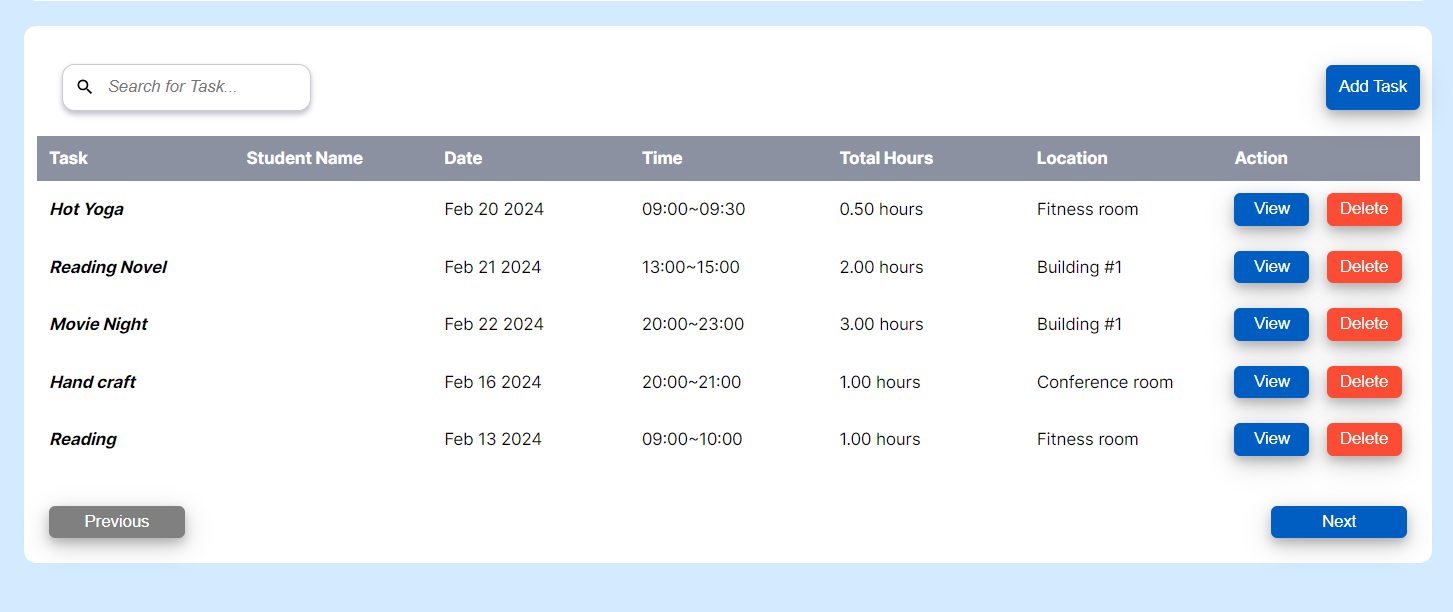 Search for Task...
Add Task
Task Student Name Date Time Total Hours Location Action
Hot Yoga Feb 20 2024 09:00~09:30 0.50 hours Fitness room View Delete
Reading Novel Feb 21 2024 13:00~15:00 2.00 hours Building #1 View Delete
Movie Night Feb 22 2024 20:00~23:00 3.00 hours Building #1 View Delete
Hand craft Feb 16 2024 20:00~21:00 1.00 hours Conference room View Delete
Reading Feb 13 2024 09:00~10:00 1.00 hours Fitness room View Delete
Previous
Next